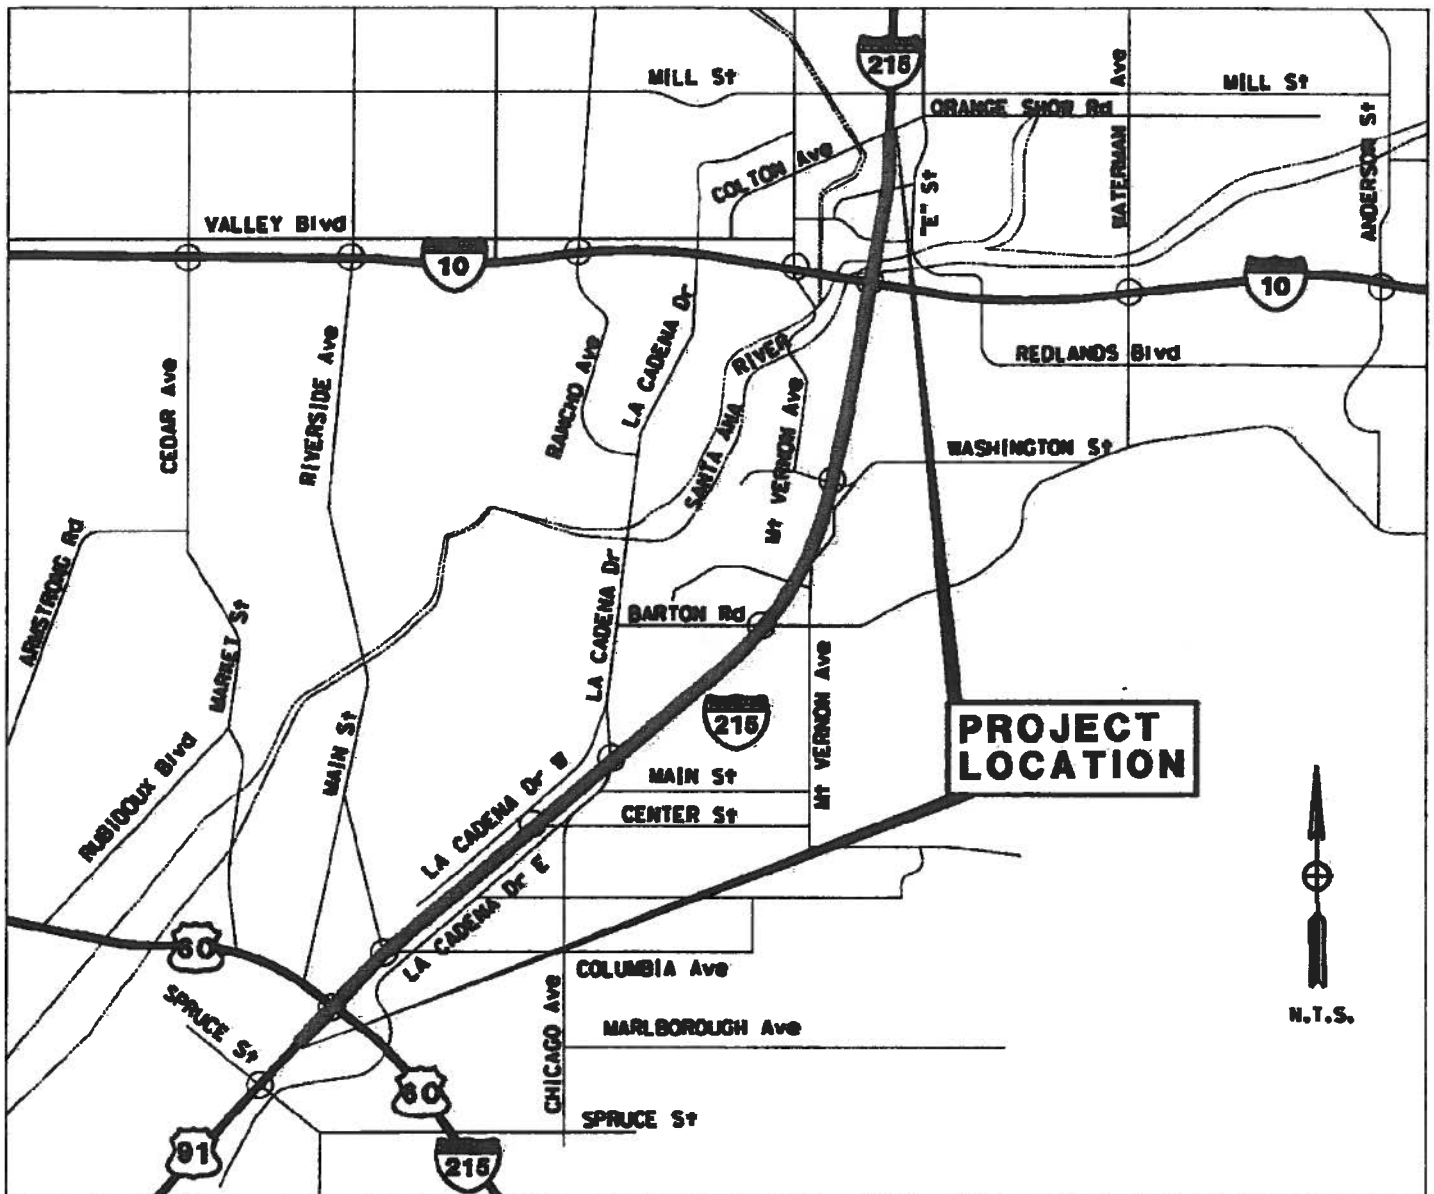 215
MILL St
WATERMAN Ave
MILL St
ORANGE SHOW Rd
ANDERSON St
COLTON Ave
"E" St
VALLEY Blvd
10
10
CEDAR Ave
RIVERSIDE Ave
RANCHO Ave
LA CADENA Dr
SANTA ANA RIVER
REDLANDS Blvd
Mt VERNON Ave
WASHINGTON St
ARMSTRONG Rd
MARKET St
LA CADENA Dr
BARTON Rd
Mt VERNON Ave
215
PROJECT
LOCATION
RUBIDOUX Blvd
MAIN St
LA CADENA Dr W
MAIN St
CENTER St
LA CADENA Dr E
60
COLUMBIA Ave
SPRUCE St
CHICAGO Ave
MARLBOROUGH Ave
N.T.S.
60
SPRUCE St
91
215